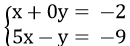 x + 0y = −2
5x − y = −9